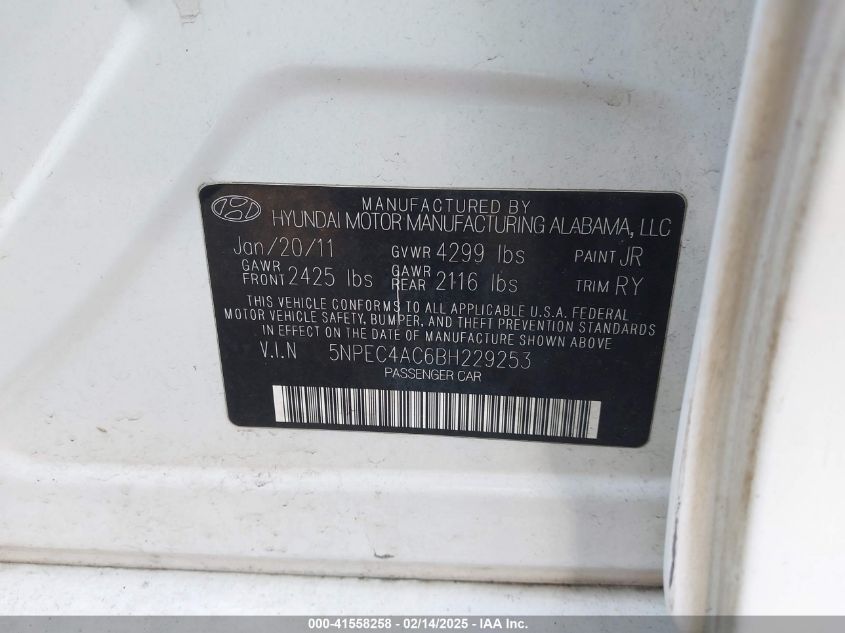 MANUFACTURED BY
HYUNDAI MOTOR MANUFACTURING ALABAMA, LLC
Jan/20/11 GVWR 4299 lbs PAINT JR
GAWR FRONT 2425 lbs GAWR REAR 2116 lbs TRIM RY
THIS VEHICLE CONFORMS TO ALL APPLICABLE U.S.A. FEDERAL
MOTOR VEHICLE SAFETY, BUMPER, AND THEFT PREVENTION STANDARDS
IN EFFECT ON THE DATE OF MANUFACTURE SHOWN ABOVE
V.I.N 5NPEC4AC6BH229253
PASSENGER CAR
000-41558258 - 02/14/2025 - IAA Inc.